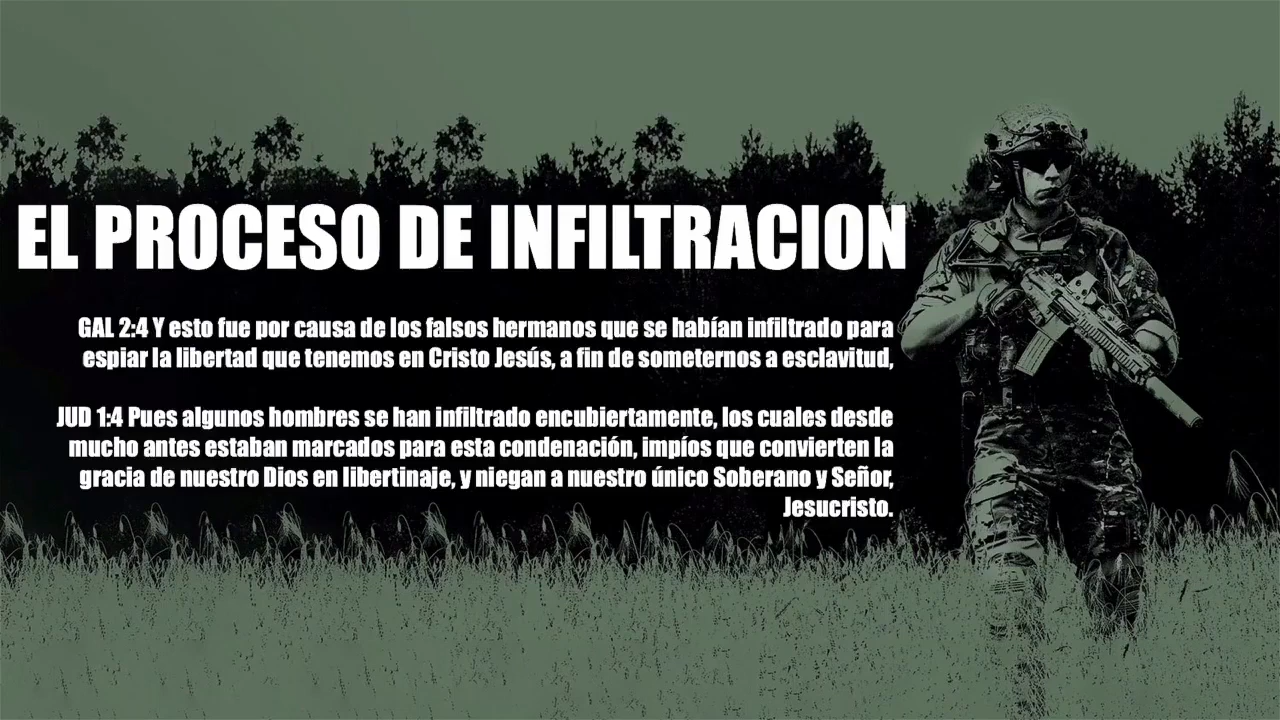 EL PROCESO DE INFILTRACION
GAL 2:4 Y esto fue por causa de los falsos hermanos que se habían infiltrado para
espiar la libertad que tenemos en Cristo Jesús, a fin de someternos a esclavitud,
JUD 1:4 Pues algunos hombres se han infiltrado encubiertamente, los cuales desde
mucho antes estaban marcados para esta condenación, impíos que convierten la
gracia de nuestro Dios en libertinaje, y niegan a nuestro único Soberano y Señor,
Jesucristo.